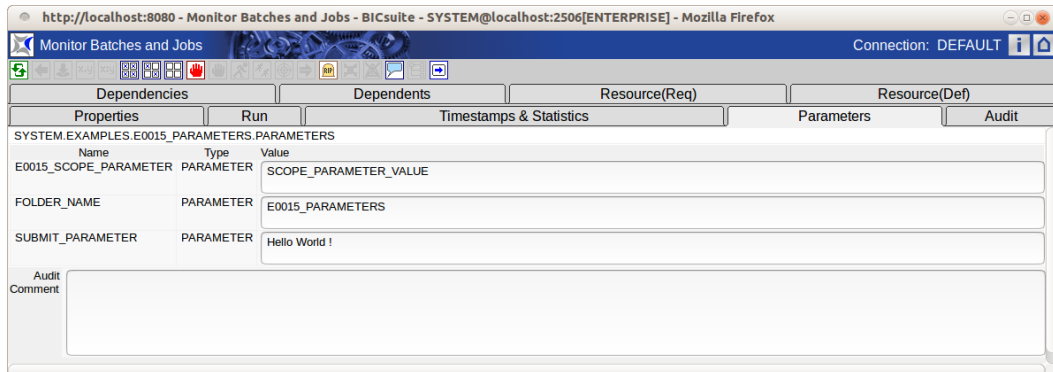 http://localhost:8080 - Monitor Batches and Jobs - BICsuite - SYSTEM@localhost:2506[ENTERPRISE] - Mozilla Firefox
Monitor Batches and Jobs Connection: DEFAULT
RIP
Dependencies Dependents Resource(Req) Resource(Def)
Properties Run Timestamps & Statistics Parameters Audit
SYSTEM.EXAMPLES.E0015_PARAMETERS.PARAMETERS
Name Type Value
E0015_SCOPE_PARAMETER PARAMETER SCOPE_PARAMETER_VALUE
FOLDER_NAME PARAMETER E0015_PARAMETERS
SUBMIT_PARAMETER PARAMETER Hello World !
Audit
Comment